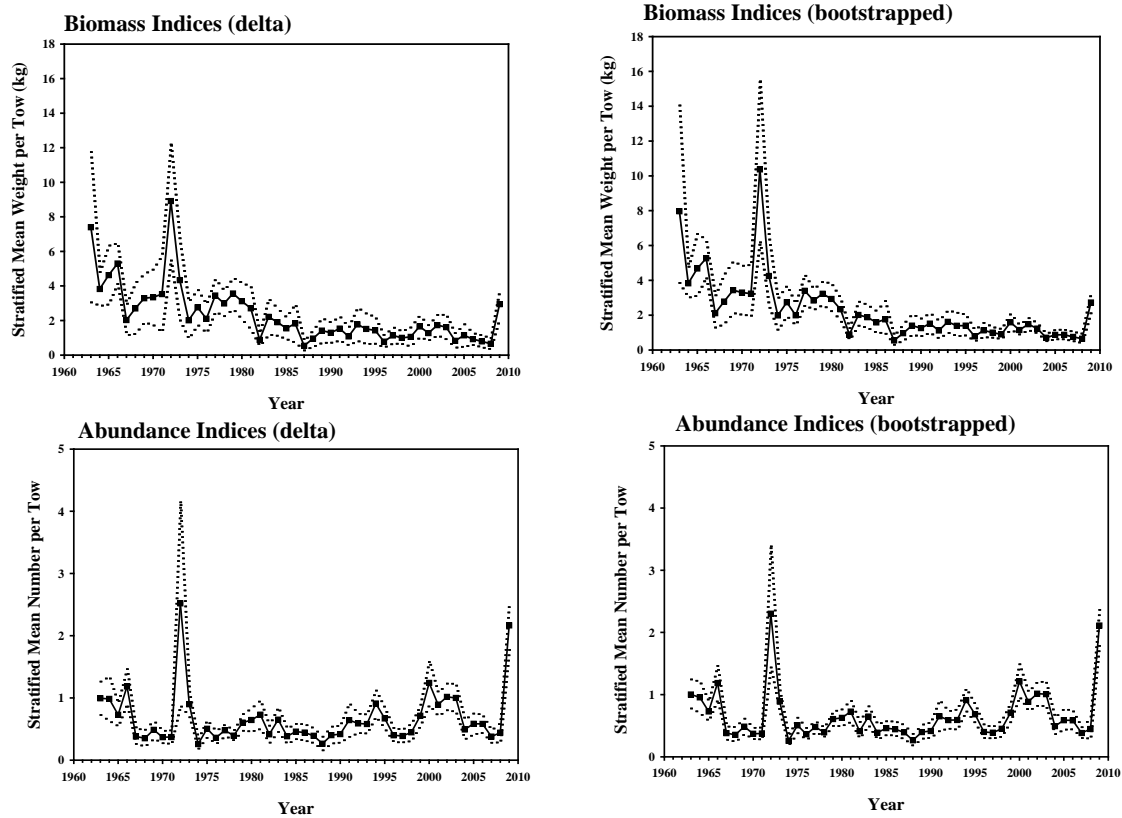 Biomass Indices (delta)
Stratified Mean Weight per Tow (kg)
18
16
14
12
10
8
6
4
2
0
1960 1965 1970 1975 1980 1985 1990 1995 2000 2005 2010
Year
Biomass Indices (bootstrapped)
Stratified Mean Weight per Tow (kg)
18
16
14
12
10
8
6
4
2
0
1960 1965 1970 1975 1980 1985 1990 1995 2000 2005 2010
Year
Abundance Indices (delta)
Stratified Mean Number per Tow
5
4
3
2
1
0
1960 1965 1970 1975 1980 1985 1990 1995 2000 2005 2010
Year
Abundance Indices (bootstrapped)
Stratified Mean Number per Tow
5
4
3
2
1
0
1960 1965 1970 1975 1980 1985 1990 1995 2000 2005 2010
Year